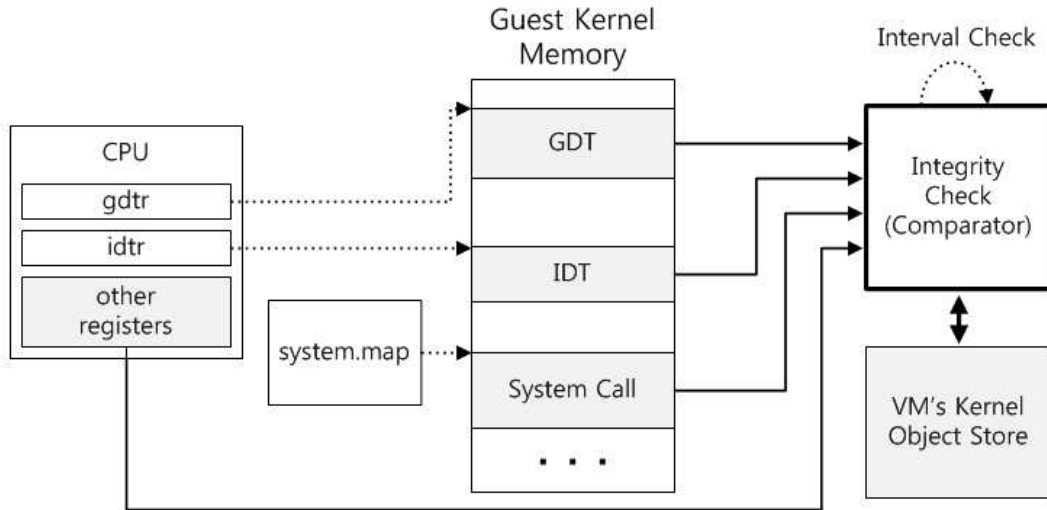 Guest Kernel
Memory
Interval Check
CPU
gdtr
idtr
other
registers
system.map
GDT
IDT
System Call
. . .
Integrity
Check
(Comparator)
VM's Kernel
Object Store